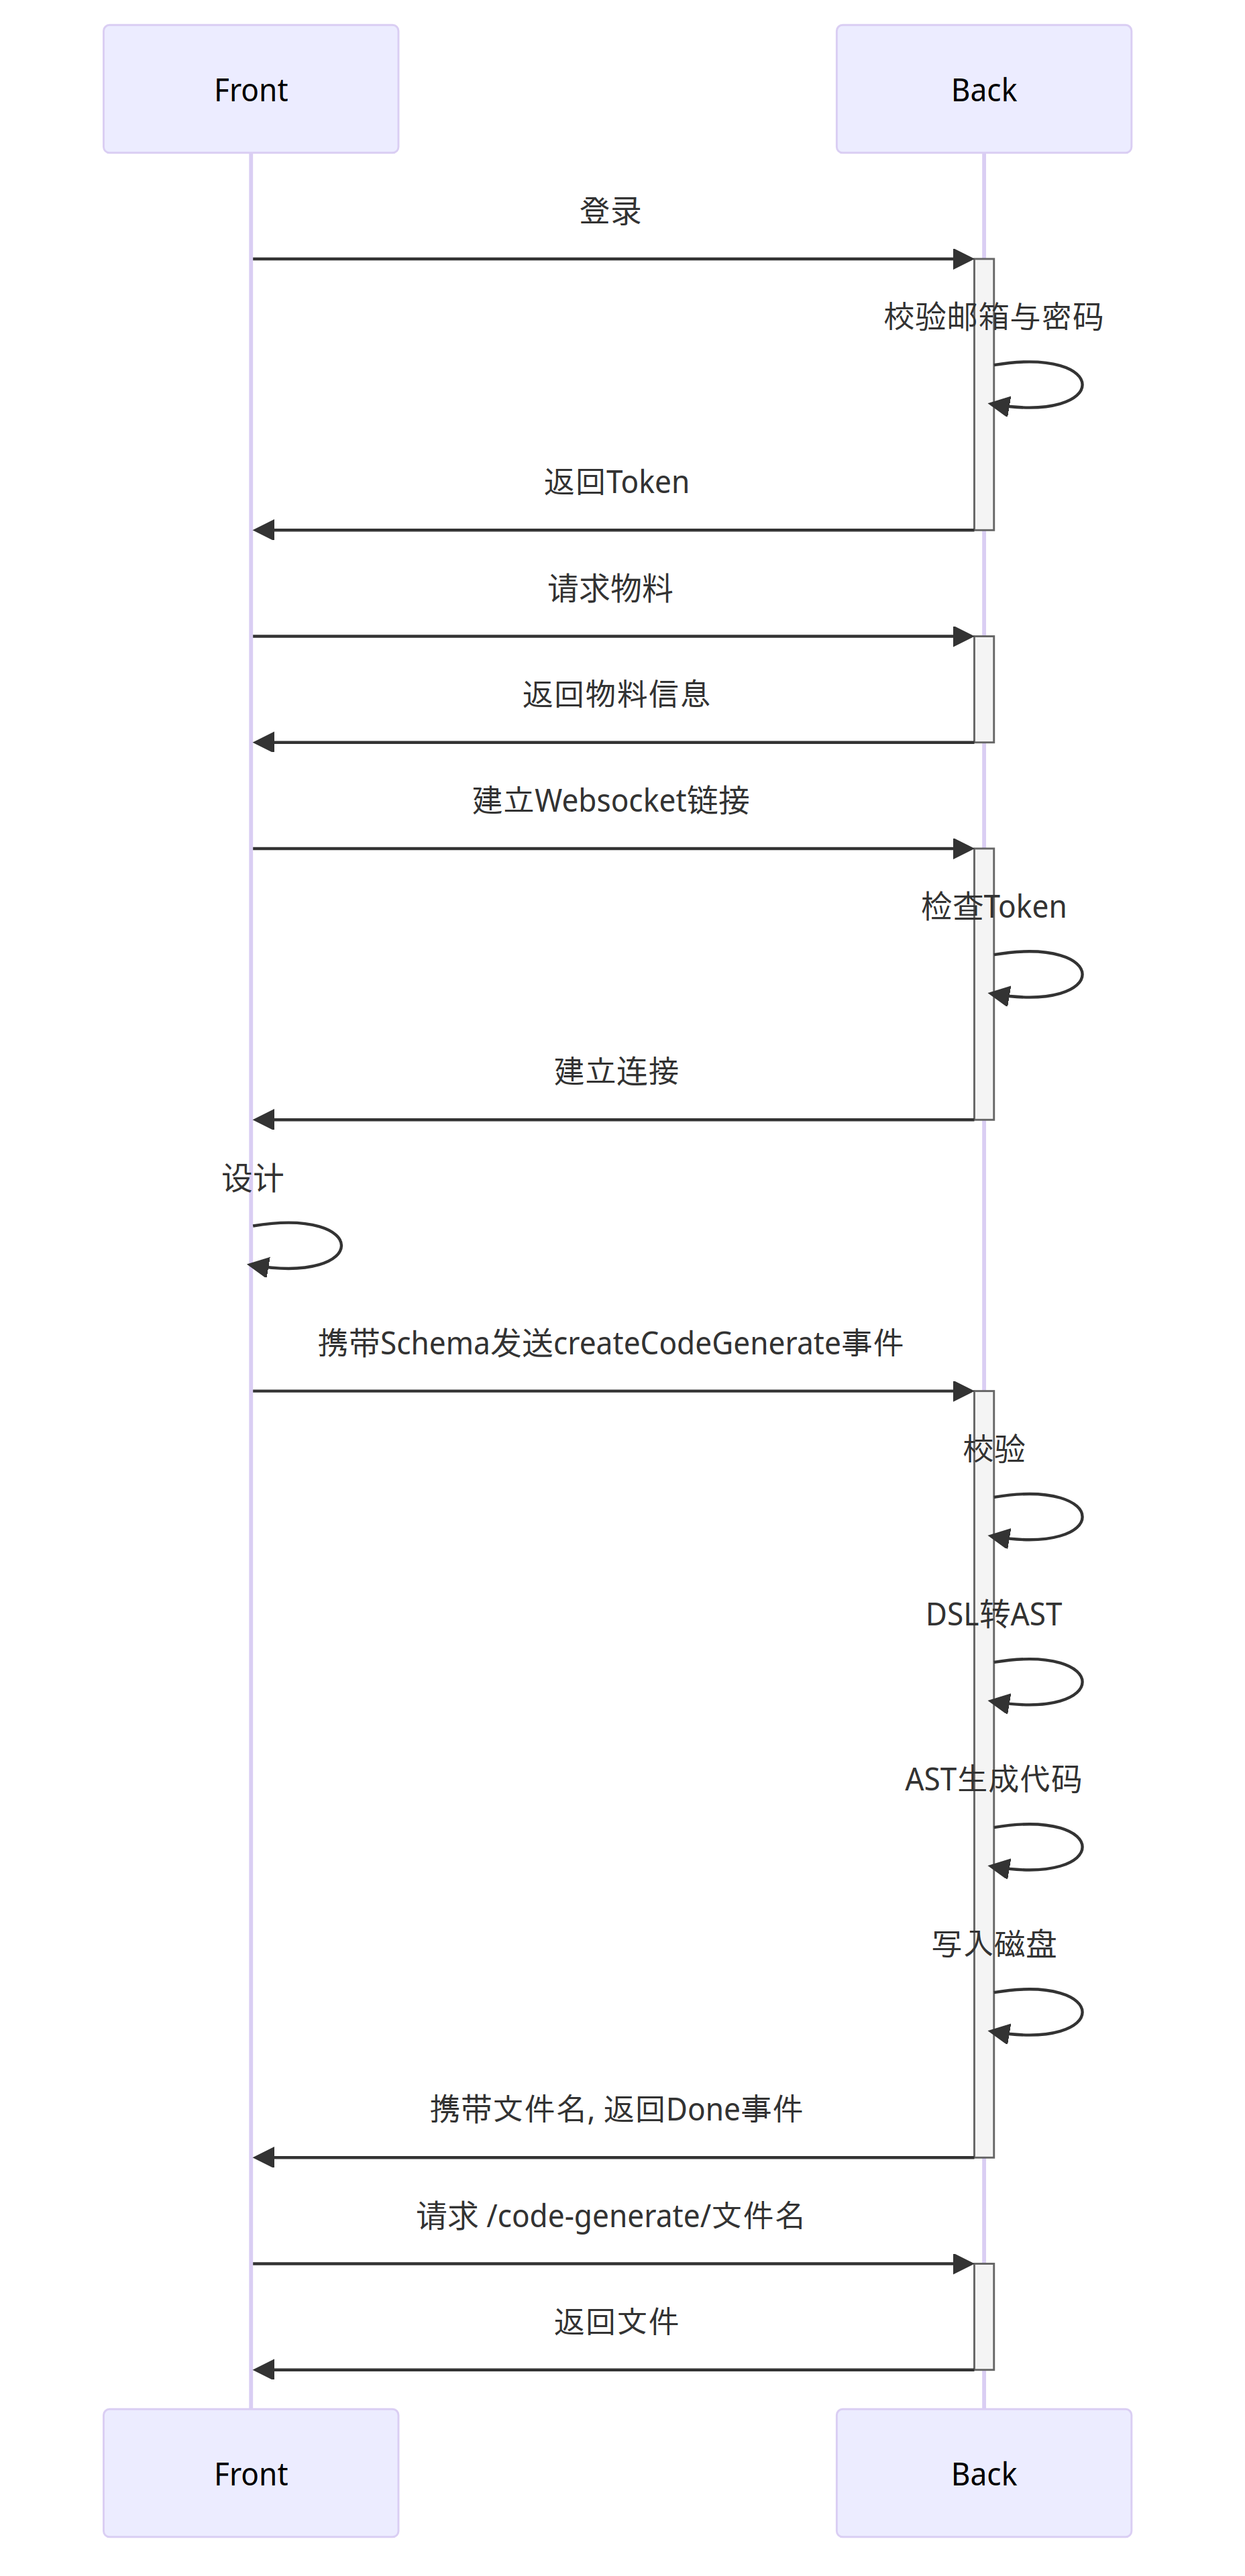 Front
Back
登录
校验邮箱与密码
返回Token
请求物料
返回物料信息
建立Websocket链接
检查Token
建立连接
设计
携带Schema发送createCodeGenerate事件
校验
DSL转AST
AST生成代码
写入磁盘
携带文件名, 返回Done事件
请求 /code-generate/文件名
返回文件
Front
Back